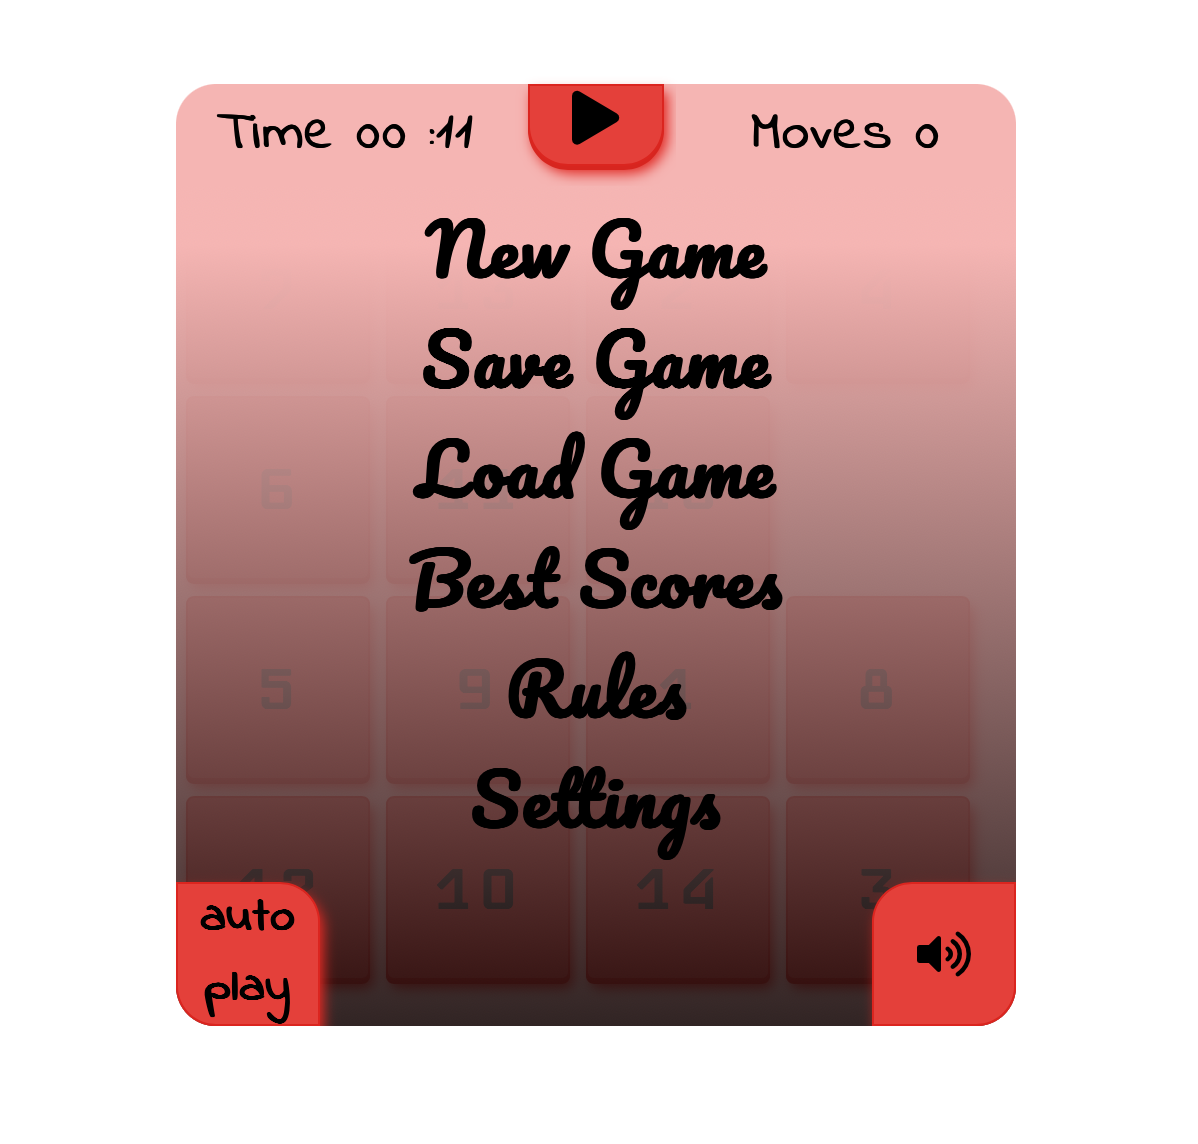 Time 00 :11
Moves 0
New Game
Save Game
Load Game
6
Best Scores
5 9 8
Rules
Settings
10 14 3
auto
play